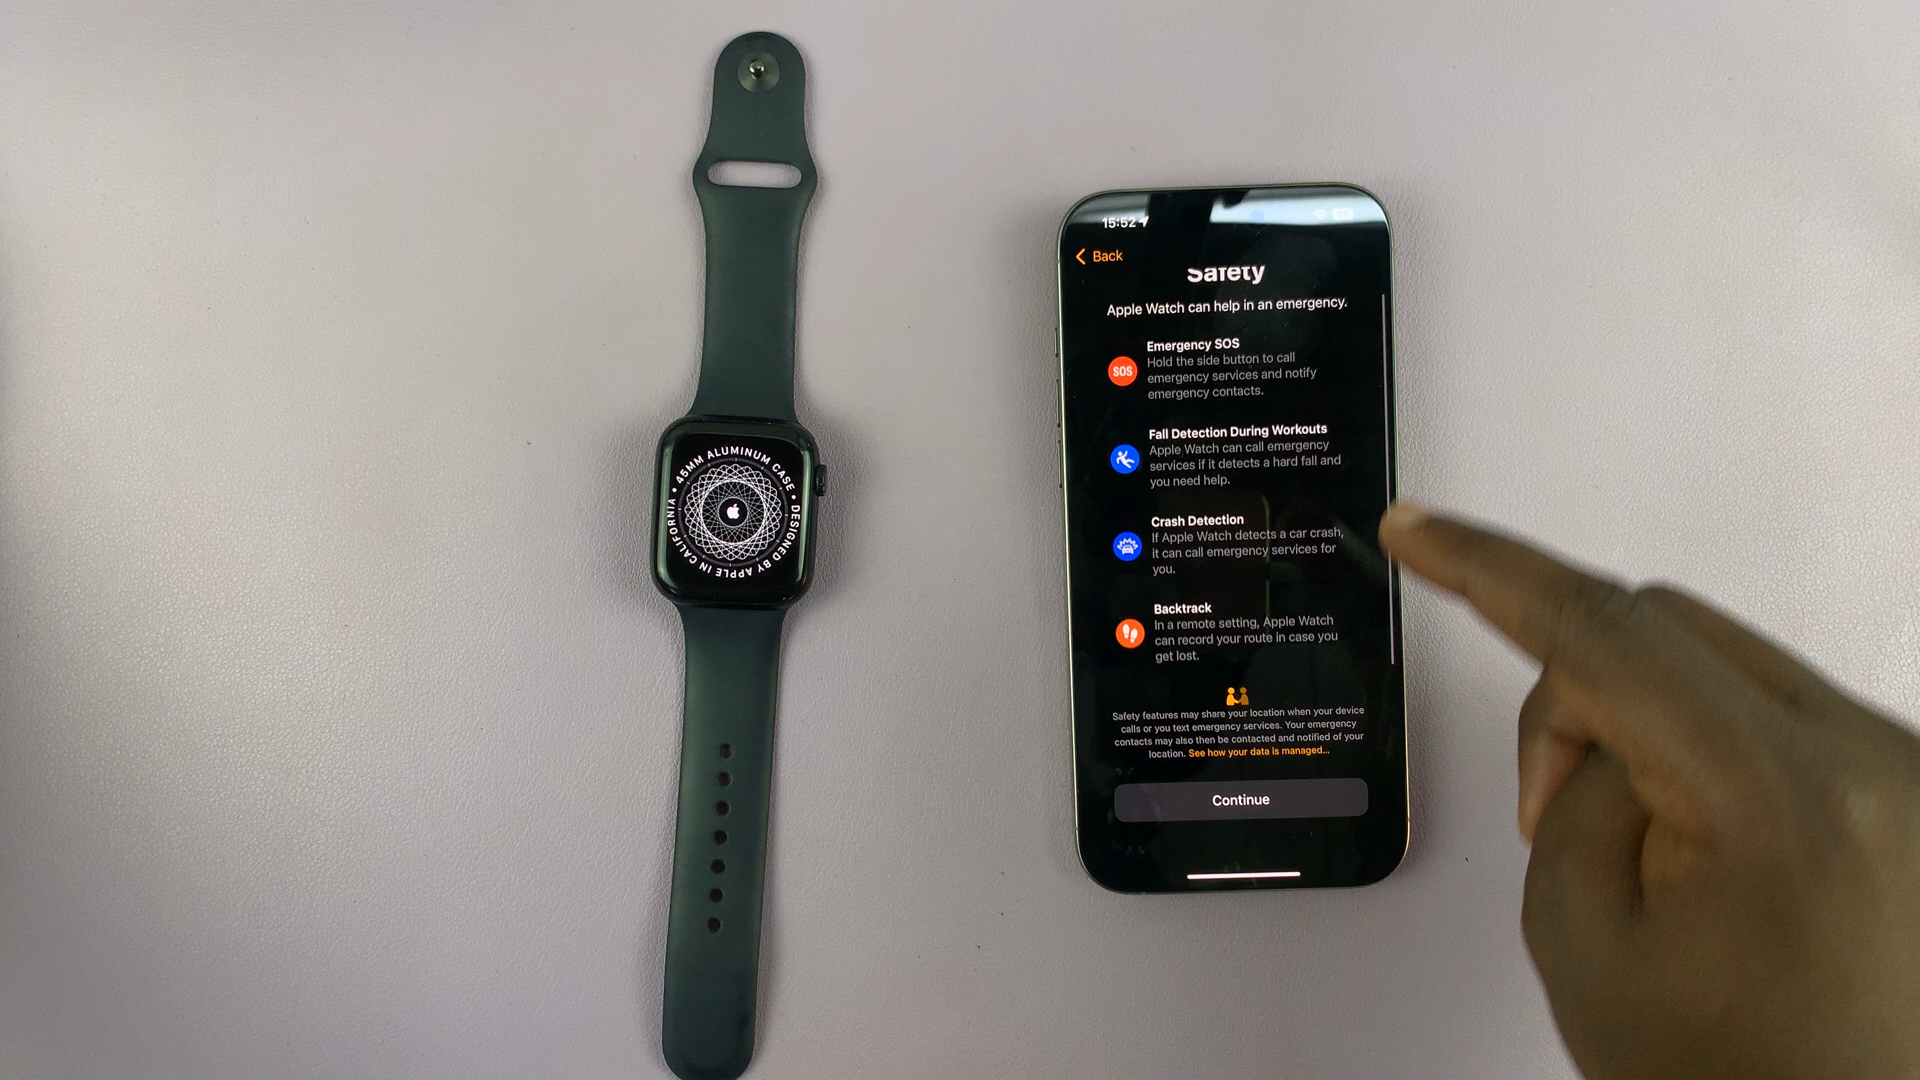 45MM ALUMINUM CASE • DESIGNED BY APPLE IN CALIFORNIA •
15:52
Back
Safety
Apple Watch can help in an emergency.
SOS
Emergency SOS
Hold the side button to call
emergency services and notify
emergency contacts.
Fall Detection During Workouts
Apple Watch can call emergency
services if it detects a hard fall and
you need help.
Crash Detection
If Apple Watch detects a car crash,
it can call emergency services for
you.
Backtrack
In a remote setting, Apple Watch
can record your route in case you
get lost.
Safety features may share your location when your device
calls or you text emergency services. Your emergency
contacts may also then be contacted and notified of your
location. See how your data is managed...
Continue